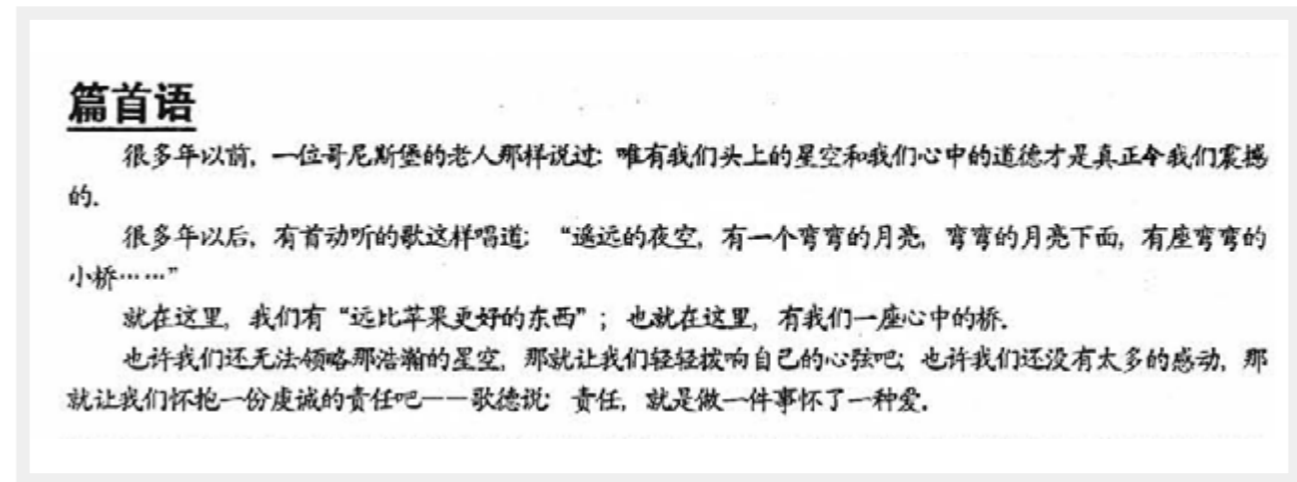 篇首语
很多年以前，一位哥尼斯堡的老人那样说过：唯有我们头上的星空和我们心中的道德才是真正令我们震撼
的．
很多年以后，有首动听的歌这样唱道：“遥远的夜空，有一个弯弯的月亮，弯弯的月亮下面，有座弯弯的
小桥……”
就在这里，我们有“远比苹果更好的东西”；也就在这里，有我们一座心中的桥．
也许我们还无法领略那浩瀚的星空，那就让我们轻轻拨响自己的心弦吧；也许我们还没有太多的感动，那
就让我们怀抱一份虔诚的责任吧——歌德说：责任，就是做一件事怀了一种爱．